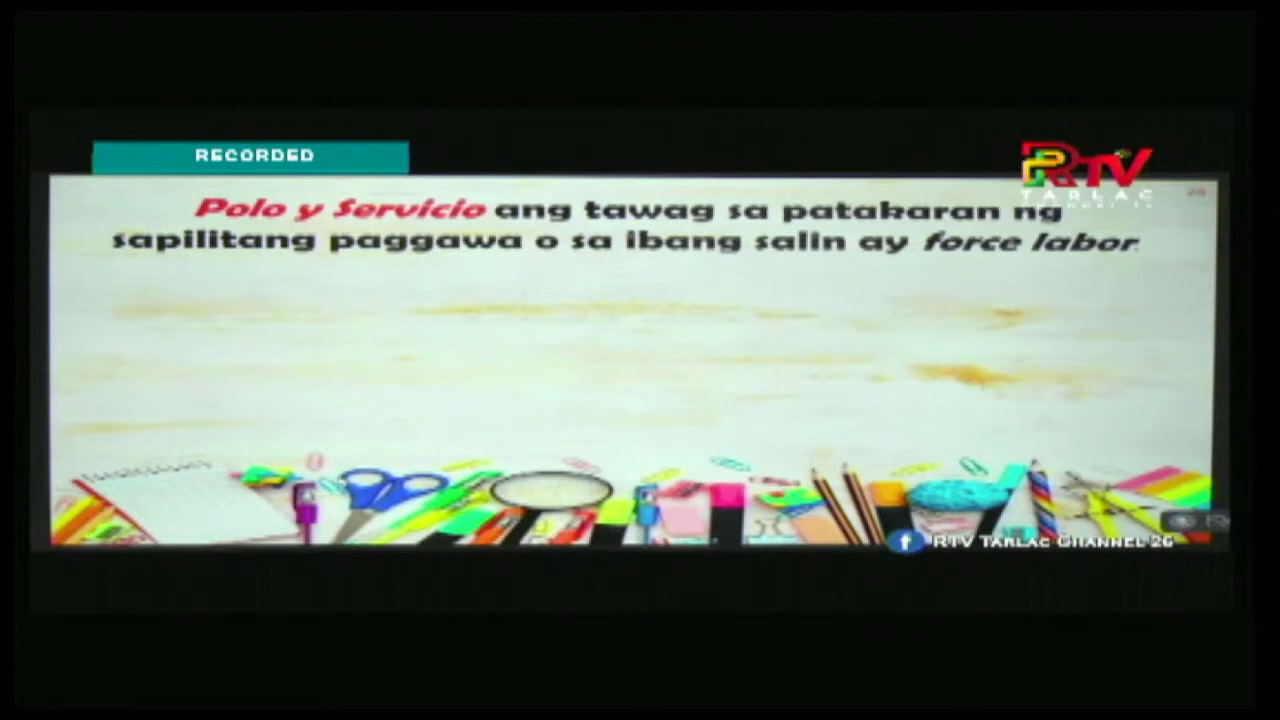 RECORDED
RTV
TARLAC
Polo y Servicio ang tawag sa patakaran ng
sapilitang paggawa o sa ibang salin ay force labor.
RTV TARLAC CHANNEL 26